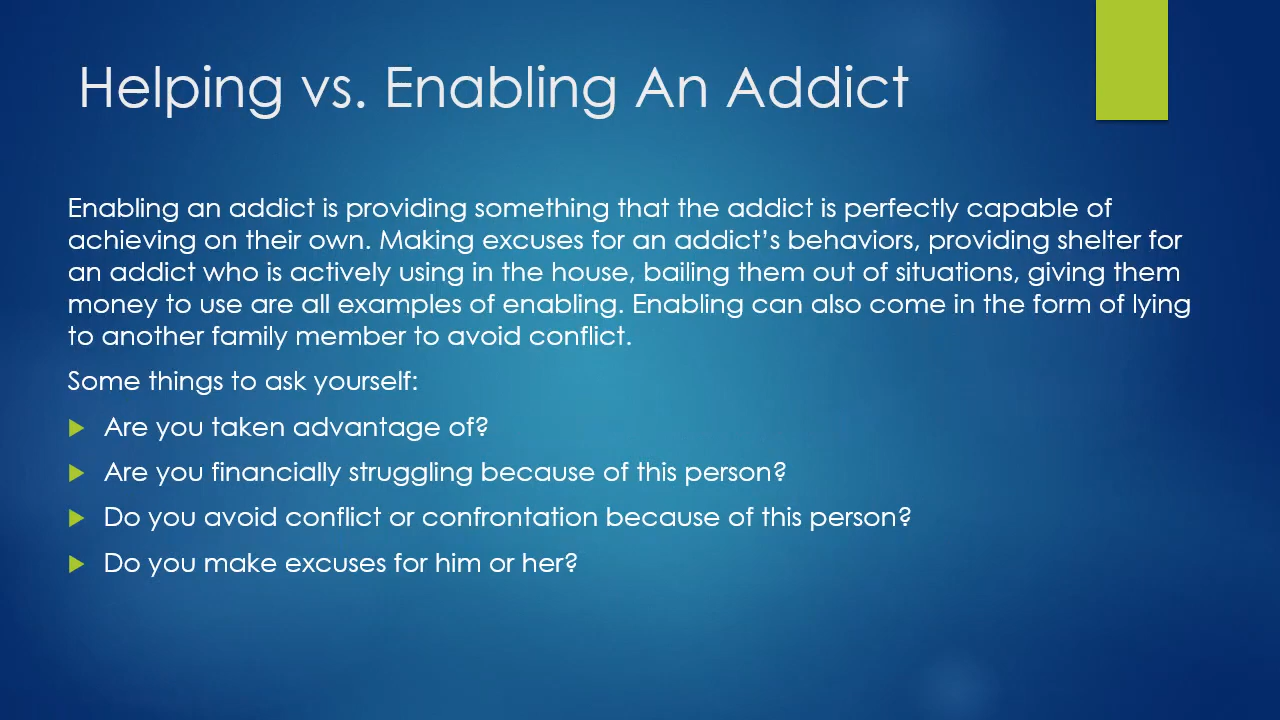 Helping vs. Enabling An Addict
Enabling an addict is providing something that the addict is perfectly capable of
achieving on their own. Making excuses for an addict’s behaviors, providing shelter for
an addict who is actively using in the house, bailing them out of situations, giving them
money to use are all examples of enabling. Enabling can also come in the form of lying
to another family member to avoid conflict.
Some things to ask yourself:
Are you taken advantage of?
Are you financially struggling because of this person?
Do you avoid conflict or confrontation because of this person?
Do you make excuses for him or her?